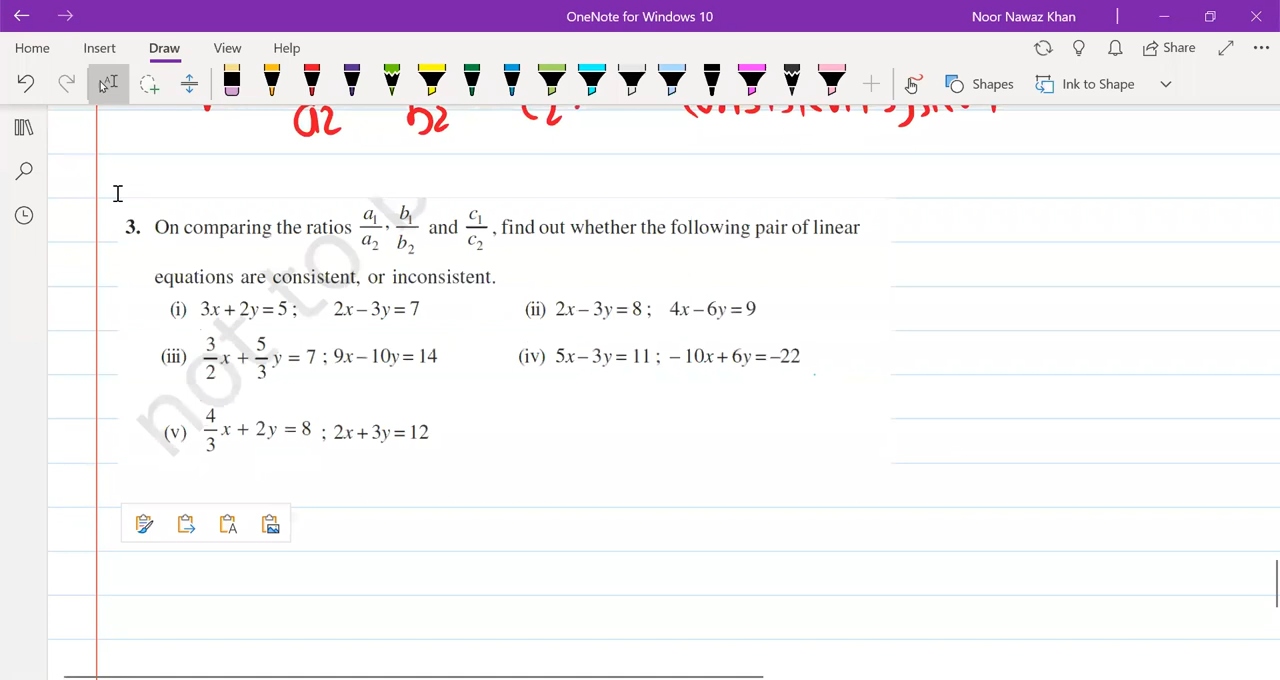 OneNote for Windows 10
Noor Nawaz Khan
Home Insert Draw View Help Share
Shapes Ink to Shape
a2 b2 c2
3. On comparing the ratios a₁/a₂, b₁/b₂ and c₁/c₂, find out whether the following pair of linear
equations are consistent, or inconsistent.
(i) 3x + 2y = 5 ; 2x – 3y = 7 (ii) 2x – 3y = 8 ; 4x – 6y = 9
(iii) 3/2 x + 5/3 y = 7 ; 9x – 10y = 14 (iv) 5x – 3y = 11 ; – 10x + 6y = –22
(v) 4/3 x + 2y = 8 ; 2x + 3y = 12
not to b